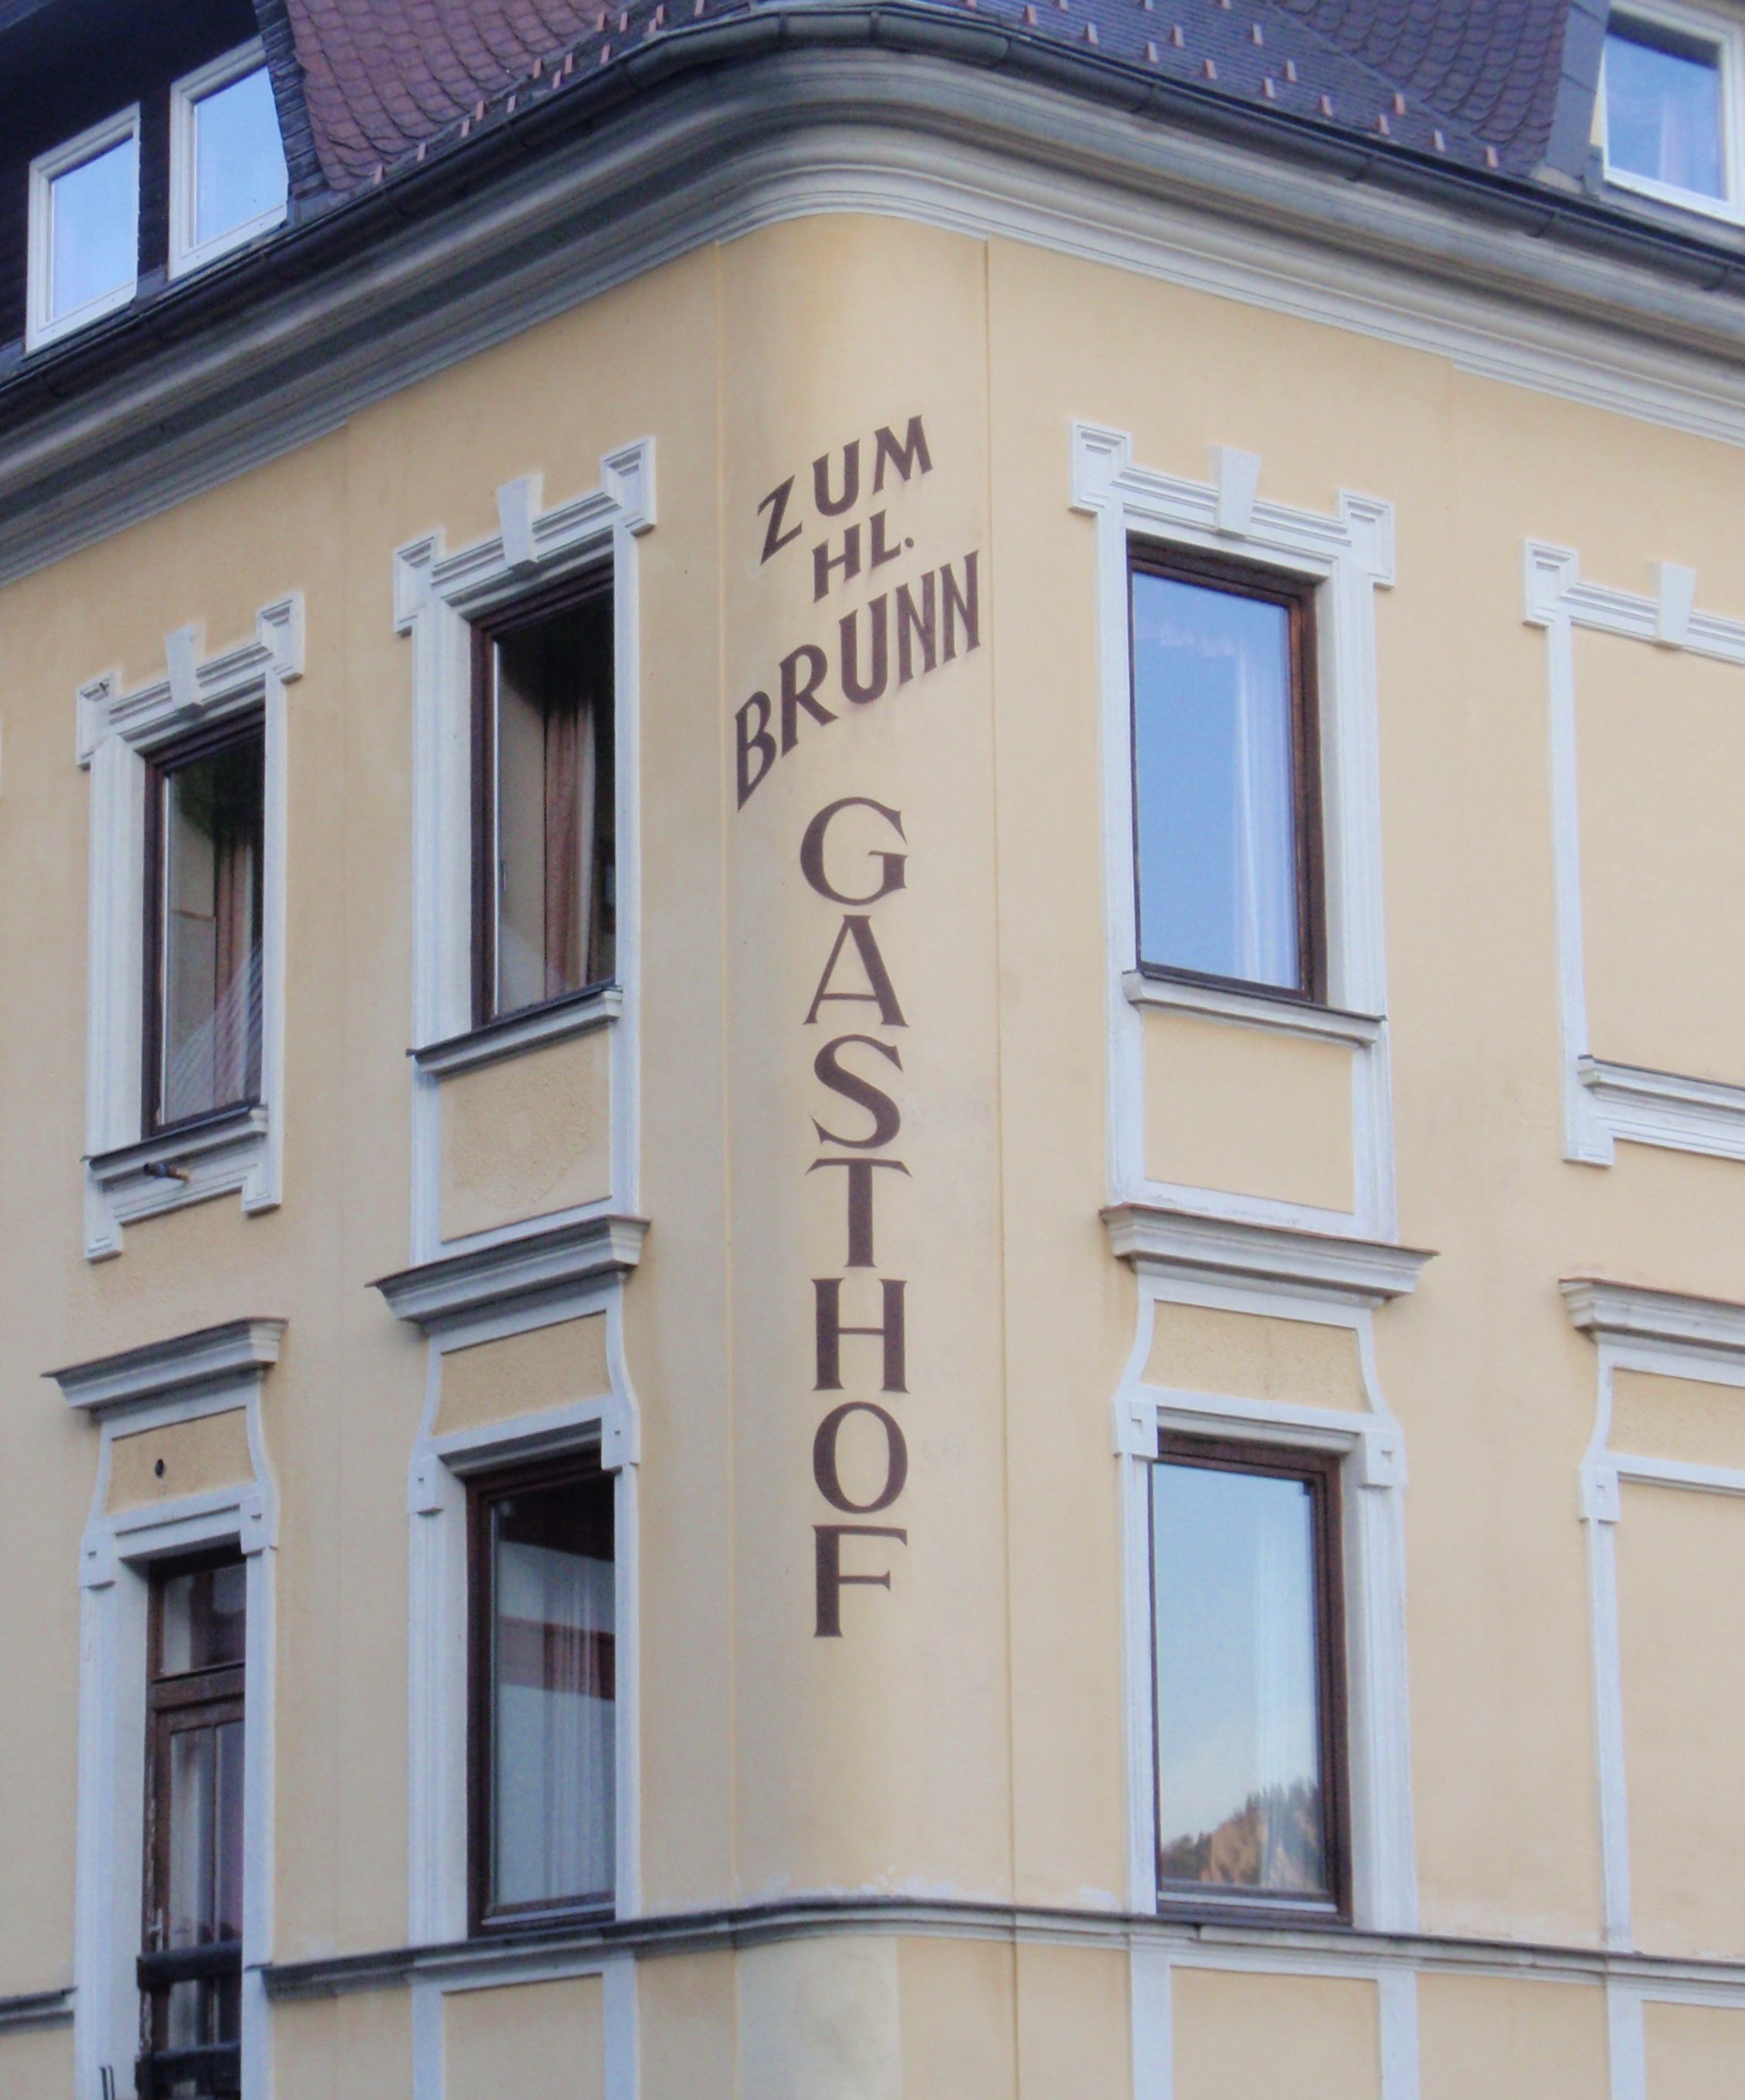 ZUM
HL.
BRUNN
GASTHOF